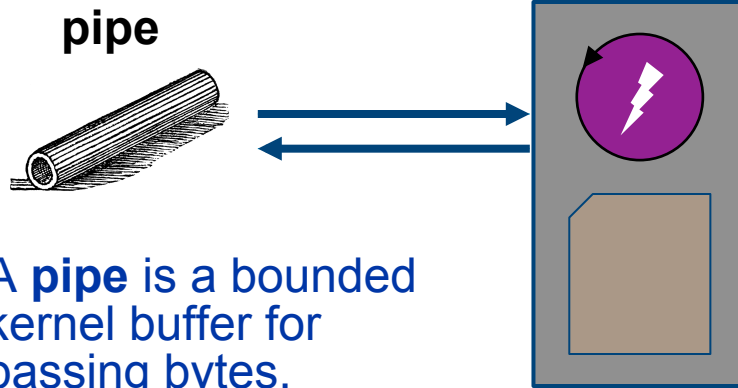 pipe
A pipe is a bounded
kernel buffer for
passing bytes.